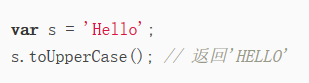 var s = 'Hello';
s.toUpperCase(); // 返回'HELLO'